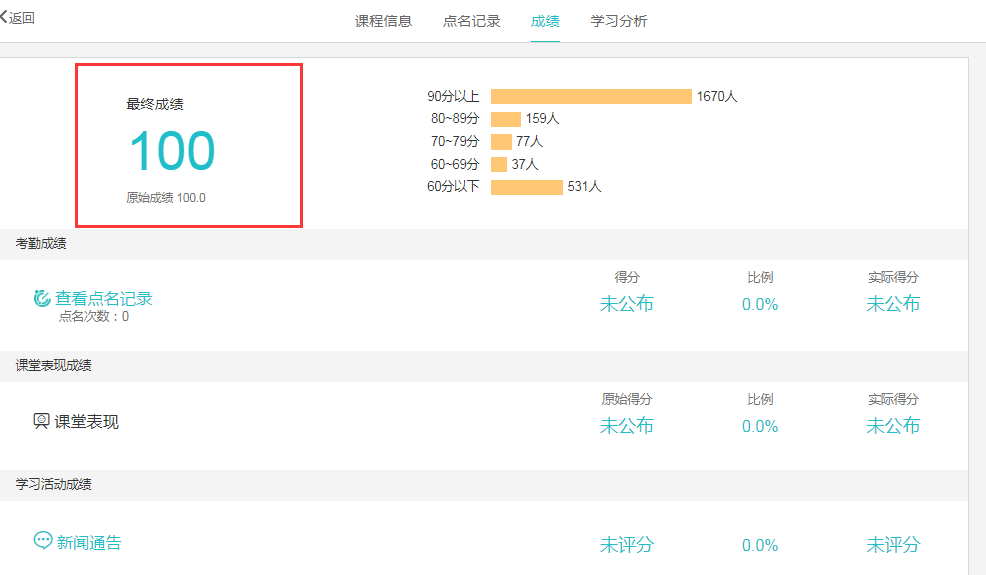 返回
课程信息 点名记录 成绩 学习分析
最终成绩
100
原始成绩 100.0
90分以上 1670人
80~89分 159人
70~79分 77人
60~69分 37人
60分以下 531人
考勤成绩
得分 比例 实际得分
查看点名记录 未公布 0.0% 未公布
点名次数：0
课堂表现成绩
原始得分 比例 实际得分
课堂表现 未公布 0.0% 未公布
学习活动成绩
新闻通告 未评分 0.0% 未评分